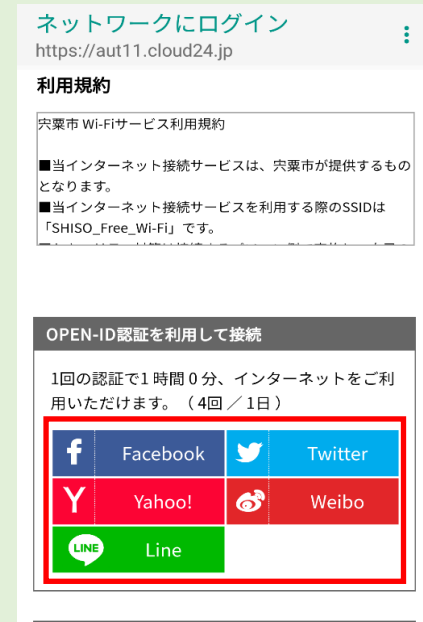 ネットワークにログイン
https://aut11.cloud24.jp
利用規約
宍粟市 Wi-Fiサービス利用規約
■当インターネット接続サービスは、宍粟市が提供するもの
となります。
■当インターネット接続サービスを利用する際のSSIDは
「SHISO_Free_Wi-Fi」です。
OPEN-ID認証を利用して接続
1回の認証で1時間0分、インターネットをご利
用いただけます。（4回／1日）
f Facebook Twitter
Y Yahoo! Weibo
LINE Line